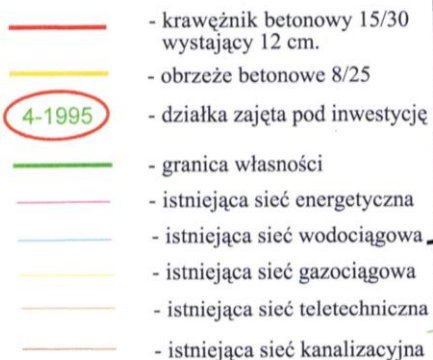 - krawężnik betonowy 15/30
wystający 12 cm.
- obrzeże betonowe 8/25
4-1995 - działka zajęta pod inwestycję
- granica własności
- istniejąca sieć energetyczna
- istniejąca sieć wodociągowa
- istniejąca sieć gazociągowa
- istniejąca sieć teletechniczna
- istniejąca sieć kanalizacyjna